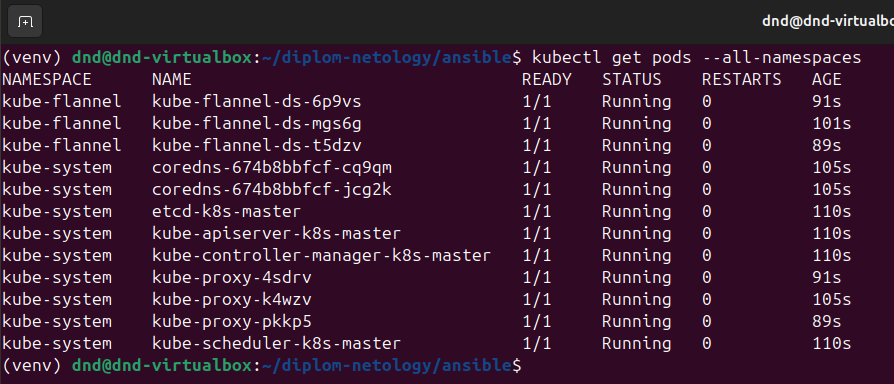 dnd@dnd-virtualbox
(venv) dnd@dnd-virtualbox:~/diplom-netology/ansible$ kubectl get pods --all-namespaces
NAMESPACE NAME READY STATUS RESTARTS AGE
kube-flannel kube-flannel-ds-6p9vs 1/1 Running 0 91s
kube-flannel kube-flannel-ds-mgs6g 1/1 Running 0 101s
kube-flannel kube-flannel-ds-t5dzv 1/1 Running 0 89s
kube-system coredns-674b8bbfcf-cq9qm 1/1 Running 0 105s
kube-system coredns-674b8bbfcf-jcg2k 1/1 Running 0 105s
kube-system etcd-k8s-master 1/1 Running 0 110s
kube-system kube-apiserver-k8s-master 1/1 Running 0 110s
kube-system kube-controller-manager-k8s-master 1/1 Running 0 110s
kube-system kube-proxy-4sdrv 1/1 Running 0 91s
kube-system kube-proxy-k4wzv 1/1 Running 0 105s
kube-system kube-proxy-pkkp5 1/1 Running 0 89s
kube-system kube-scheduler-k8s-master 1/1 Running 0 110s
(venv) dnd@dnd-virtualbox:~/diplom-netology/ansible$